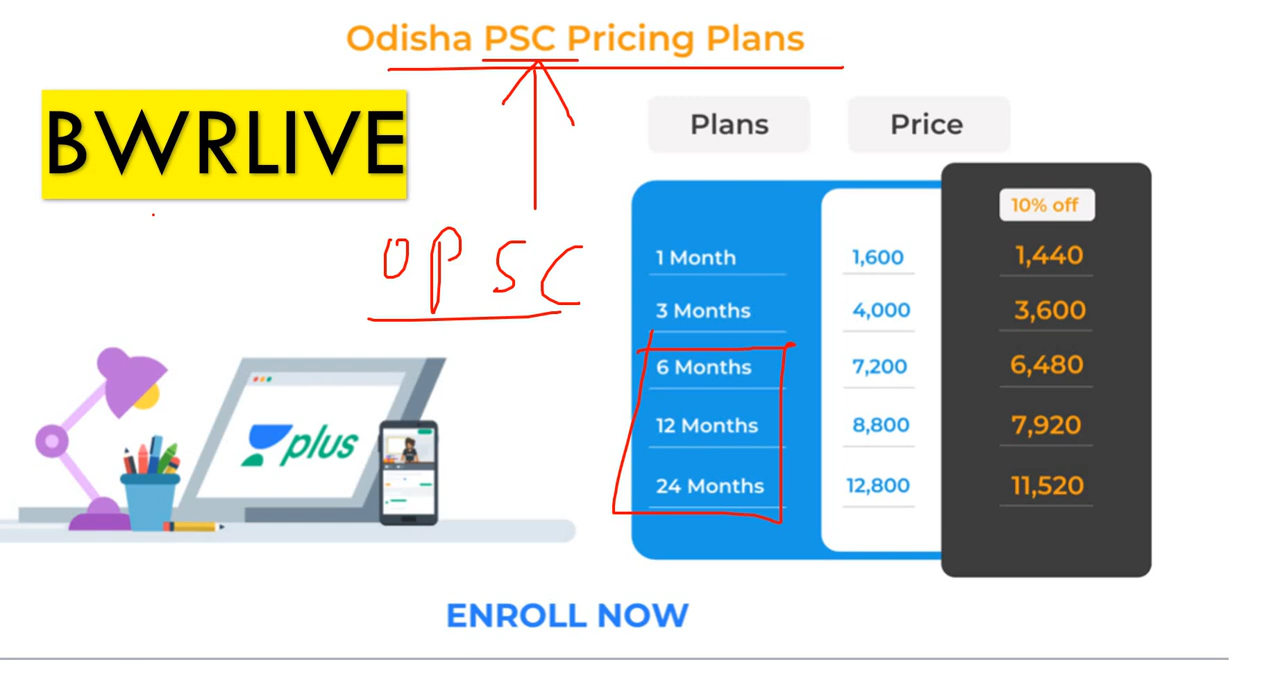 Odisha PSC Pricing Plans
BWRLIVE
OPSC
plus
Plans Price
10% off
1 Month 1,600 1,440
3 Months 4,000 3,600
6 Months 7,200 6,480
12 Months 8,800 7,920
24 Months 12,800 11,520
ENROLL NOW